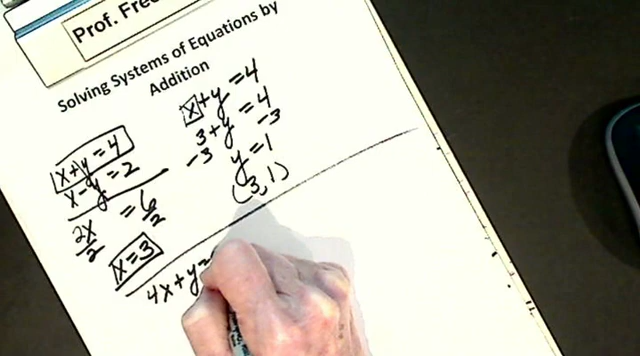 Prof. Fred
Solving Systems of Equations by
Addition
x+y=4
x-y=2
2x/2 = 6/2
x=3
x+y=4
3+y=4
-3 -3
y=1
(3,1)
4x+y=